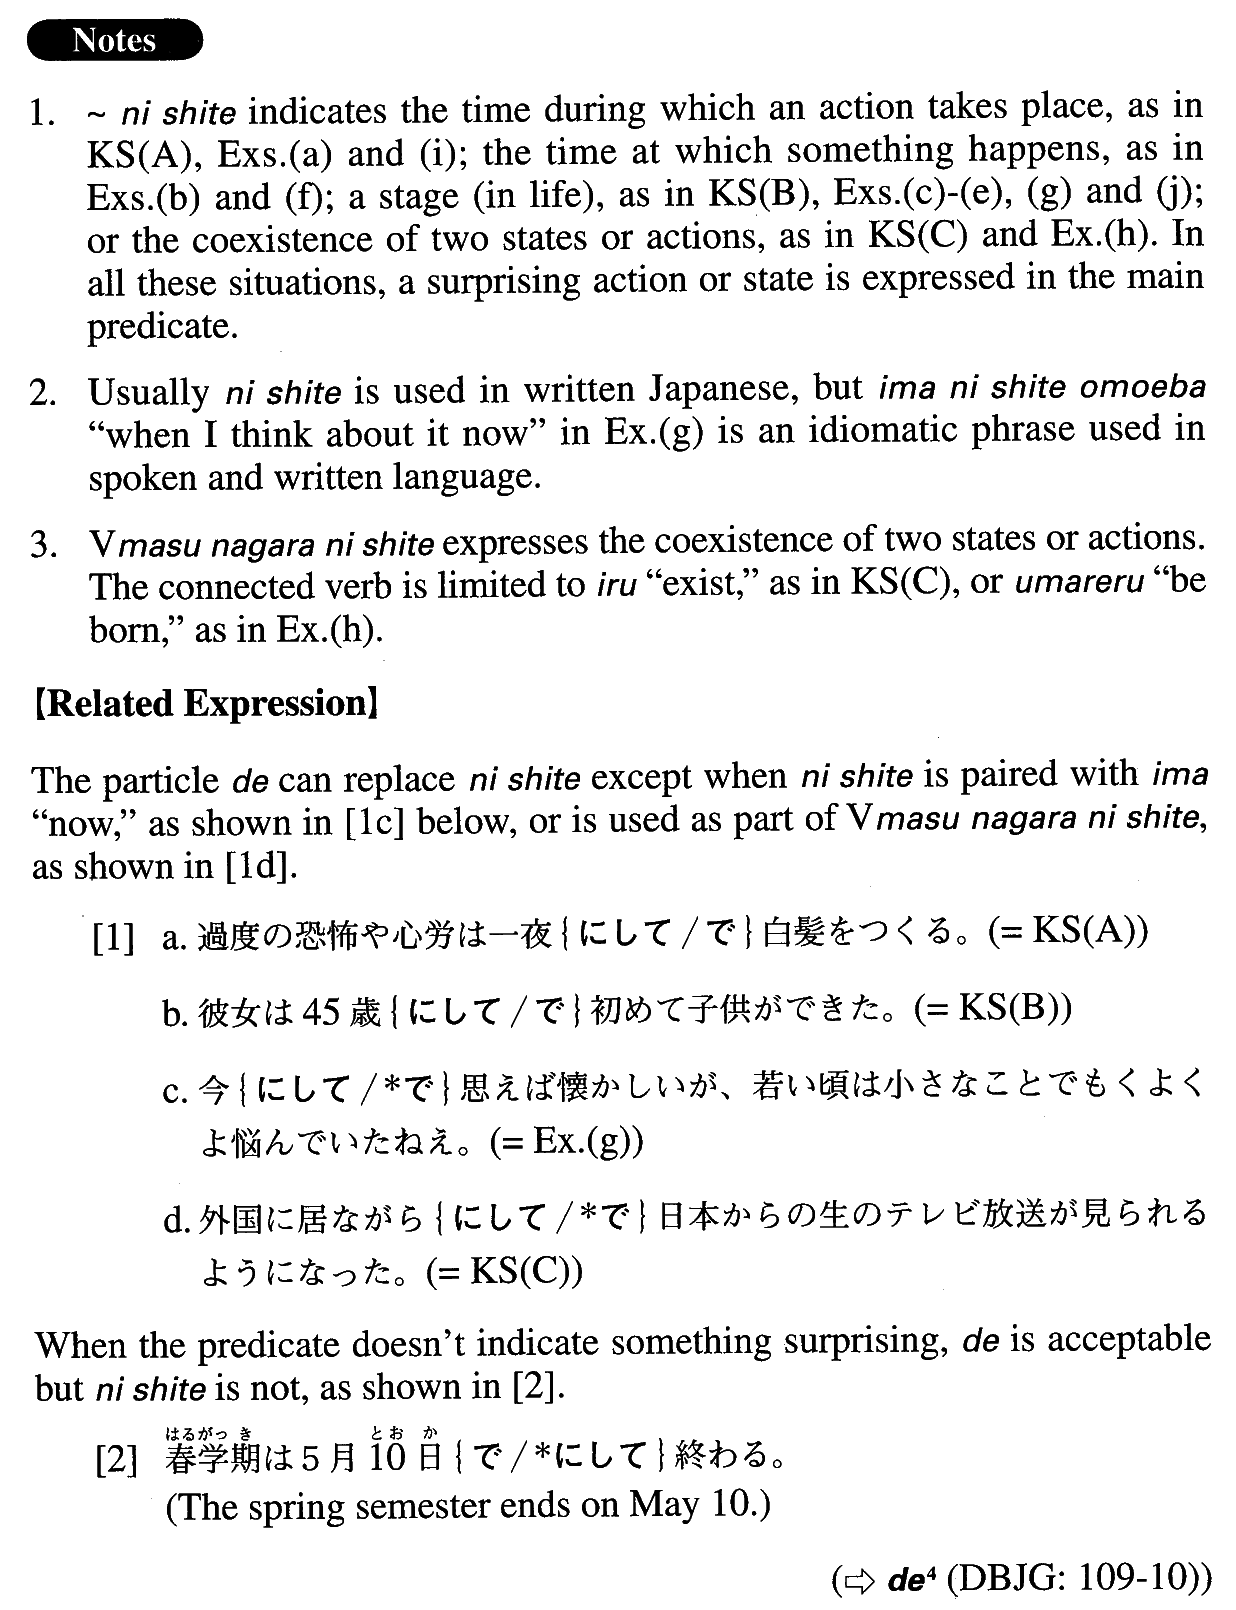 Notes
1. ~ ni shite indicates the time during which an action takes place, as in
KS(A), Exs.(a) and (i); the time at which something happens, as in
Exs.(b) and (f); a stage (in life), as in KS(B), Exs.(c)-(e), (g) and (j);
or the coexistence of two states or actions, as in KS(C) and Ex.(h). In
all these situations, a surprising action or state is expressed in the main
predicate.
2. Usually ni shite is used in written Japanese, but ima ni shite omoeba
“when I think about it now” in Ex.(g) is an idiomatic phrase used in
spoken and written language.
3. Vmasu nagara ni shite expresses the coexistence of two states or actions.
The connected verb is limited to iru “exist,” as in KS(C), or umareru “be
born,” as in Ex.(h).
【Related Expression】
The particle de can replace ni shite except when ni shite is paired with ima
“now,” as shown in [1c] below, or is used as part of Vmasu nagara ni shite,
as shown in [1d].
[1] a. 過度の恐怖や心労は一夜{にして/で}白髪をつくる。(= KS(A))
b. 彼女は 45 歳{にして/で}初めて子供ができた。(= KS(B))
c. 今{にして/*で}思えば懐かしいが、若い頃は小さなことでもくよく
よ悩んでいたねえ。(= Ex.(g))
d. 外国に居ながら{にして/*で}日本からの生のテレビ放送が見られる
ようになった。(= KS(C))
When the predicate doesn’t indicate something surprising, de is acceptable
but ni shite is not, as shown in [2].
はるがっ き とお か
[2] 春学期は 5 月 10 日{で/*にして}終わる。
(The spring semester ends on May 10.)
(⇨ de⁴ (DBJG: 109-10))